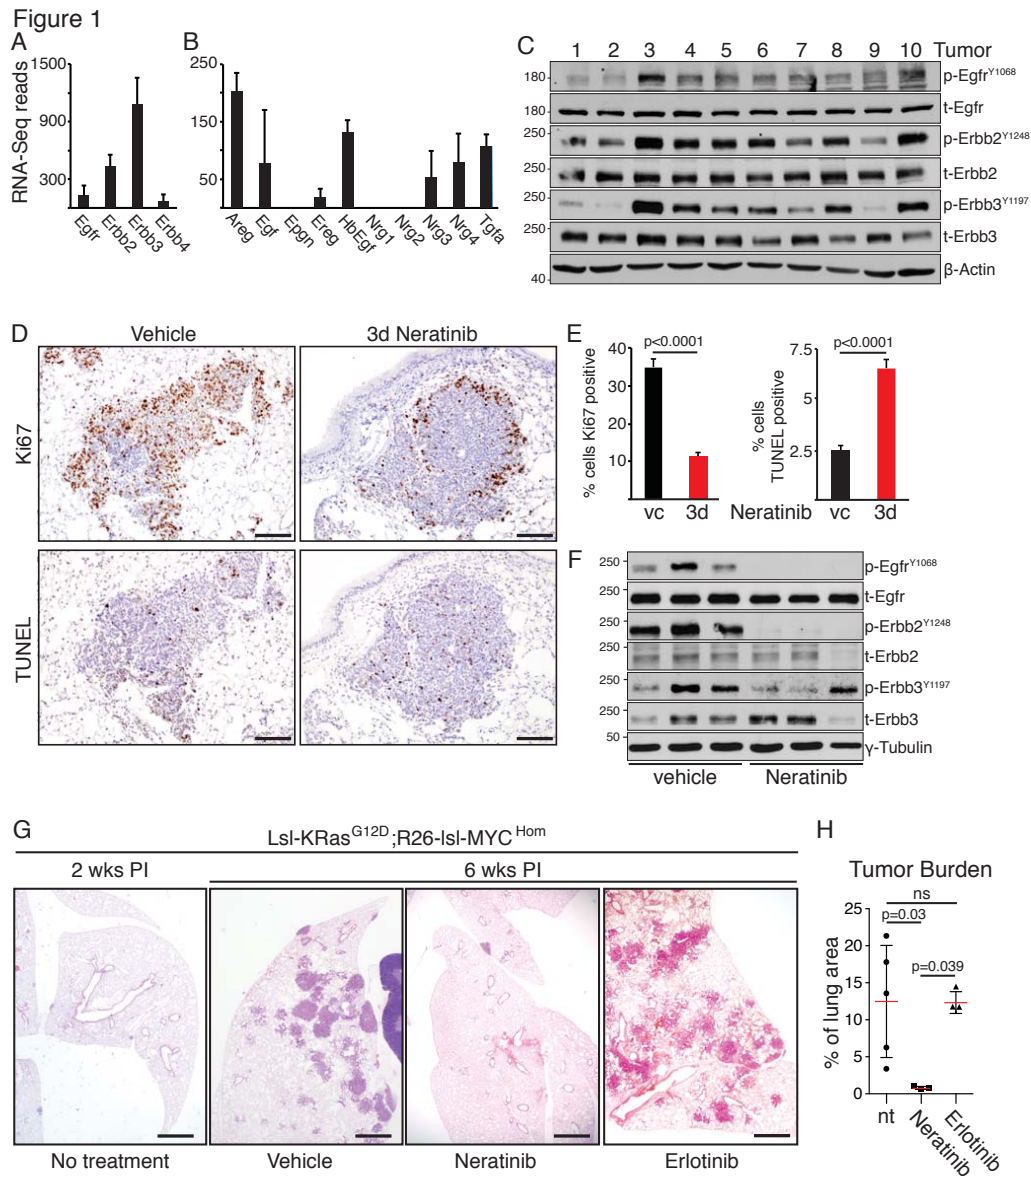 Figure 1
A
RNA-Seq reads
1500
900
300
Egfr
Erbb2
Erbb3
Erbb4
B
250
150
50
Areg
Egf
Epgn
Ereg
HbEgf
Nrg1
Nrg2
Nrg3
Nrg4
Tgfa
C
1 2 3 4 5 6 7 8 9 10 Tumor
180 p-Egfr^Y1068
180 t-Egfr
250 p-Erbb2^Y1248
250 t-Erbb2
250 p-Erbb3^Y1197
250 t-Erbb3
40 β-Actin
D
Vehicle 3d Neratinib
Ki67
TUNEL
E
% cells Ki67 positive
40
30
20
10
p<0.0001
vc 3d
Neratinib
% cells
TUNEL positive
7.5
5
2.5
p<0.0001
vc 3d
F
250 p-Egfr^Y1068
250 t-Egfr
250 p-Erbb2^Y1248
250 t-Erbb2
250 p-Erbb3^Y1197
250 t-Erbb3
50 γ-Tubulin
vehicle Neratinib
G
Lsl-KRas^G12D;R26-lsl-MYC^Hom
2 wks PI 6 wks PI
No treatment Vehicle Neratinib Erlotinib
H
Tumor Burden
% of lung area
25
20
15
10
5
0
ns
p=0.03
p=0.039
nt
Neratinib
Erlotinib